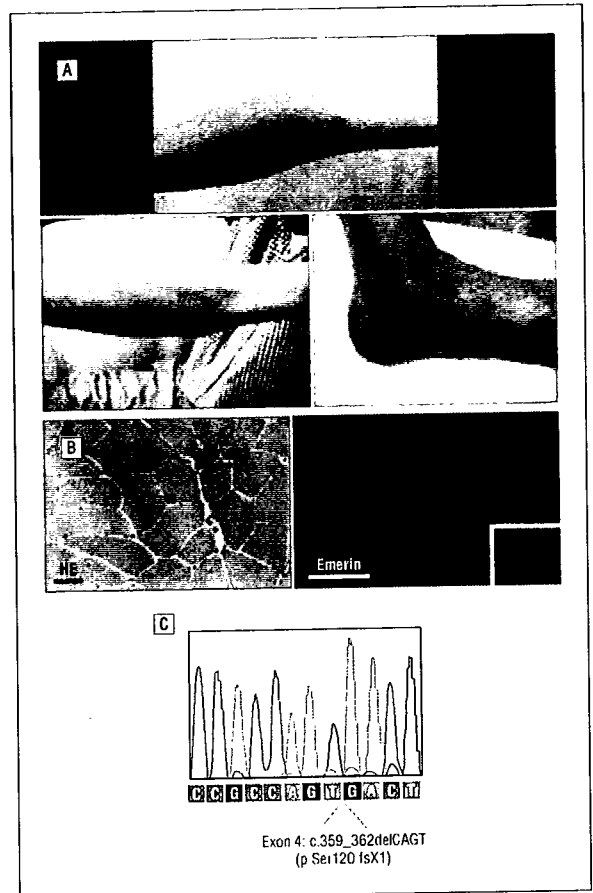 A
B
HE
Emerin
C
CCGCCAGTGACT
Exon 4: c.359_362delCAGT
(p Ser120 fsX1)